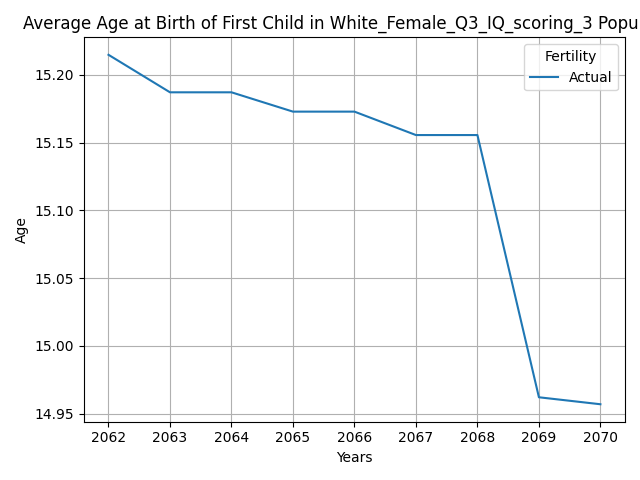 Average Age at Birth of First Child in White_Female_Q3_IQ_scoring_3 Popu
Fertility
Actual
15.20
15.15
15.10
15.05
15.00
14.95
Age
2062 2063 2064 2065 2066 2067 2068 2069 2070
Years